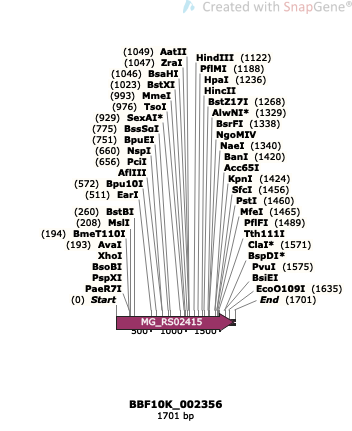 Created with SnapGene®
(1049) AatII
(1047) ZraI
(1046) BsaHI
(1023) BstXI
(993) MmeI
(976) TsoI
(929) SexAI*
(775) BssSαI
(751) BpuEI
(660) NspI
(656) PciI
AflIII
(572) Bpu10I
(511) EarI
(260) BstBI
(208) MslI
(194) BmeT110I
(193) AvaI
XhoI
BsoBI
PspXI
PaeR7I
(0) Start
HindIII (1122)
PflMI (1188)
HpaI (1236)
HincII
BstZ17I (1268)
AlwNI* (1329)
BsrFI (1338)
NgoMIV
NaeI (1340)
BanI (1420)
Acc65I
KpnI (1424)
SfcI (1456)
PstI (1460)
MfeI (1465)
PflFI (1489)
Tth111I
ClaI* (1571)
BspDI*
PvuI (1575)
BsiEI
EcoO109I (1635)
End (1701)
MG_RS02415
500 1000 1500
BBF10K_002356
1701 bp